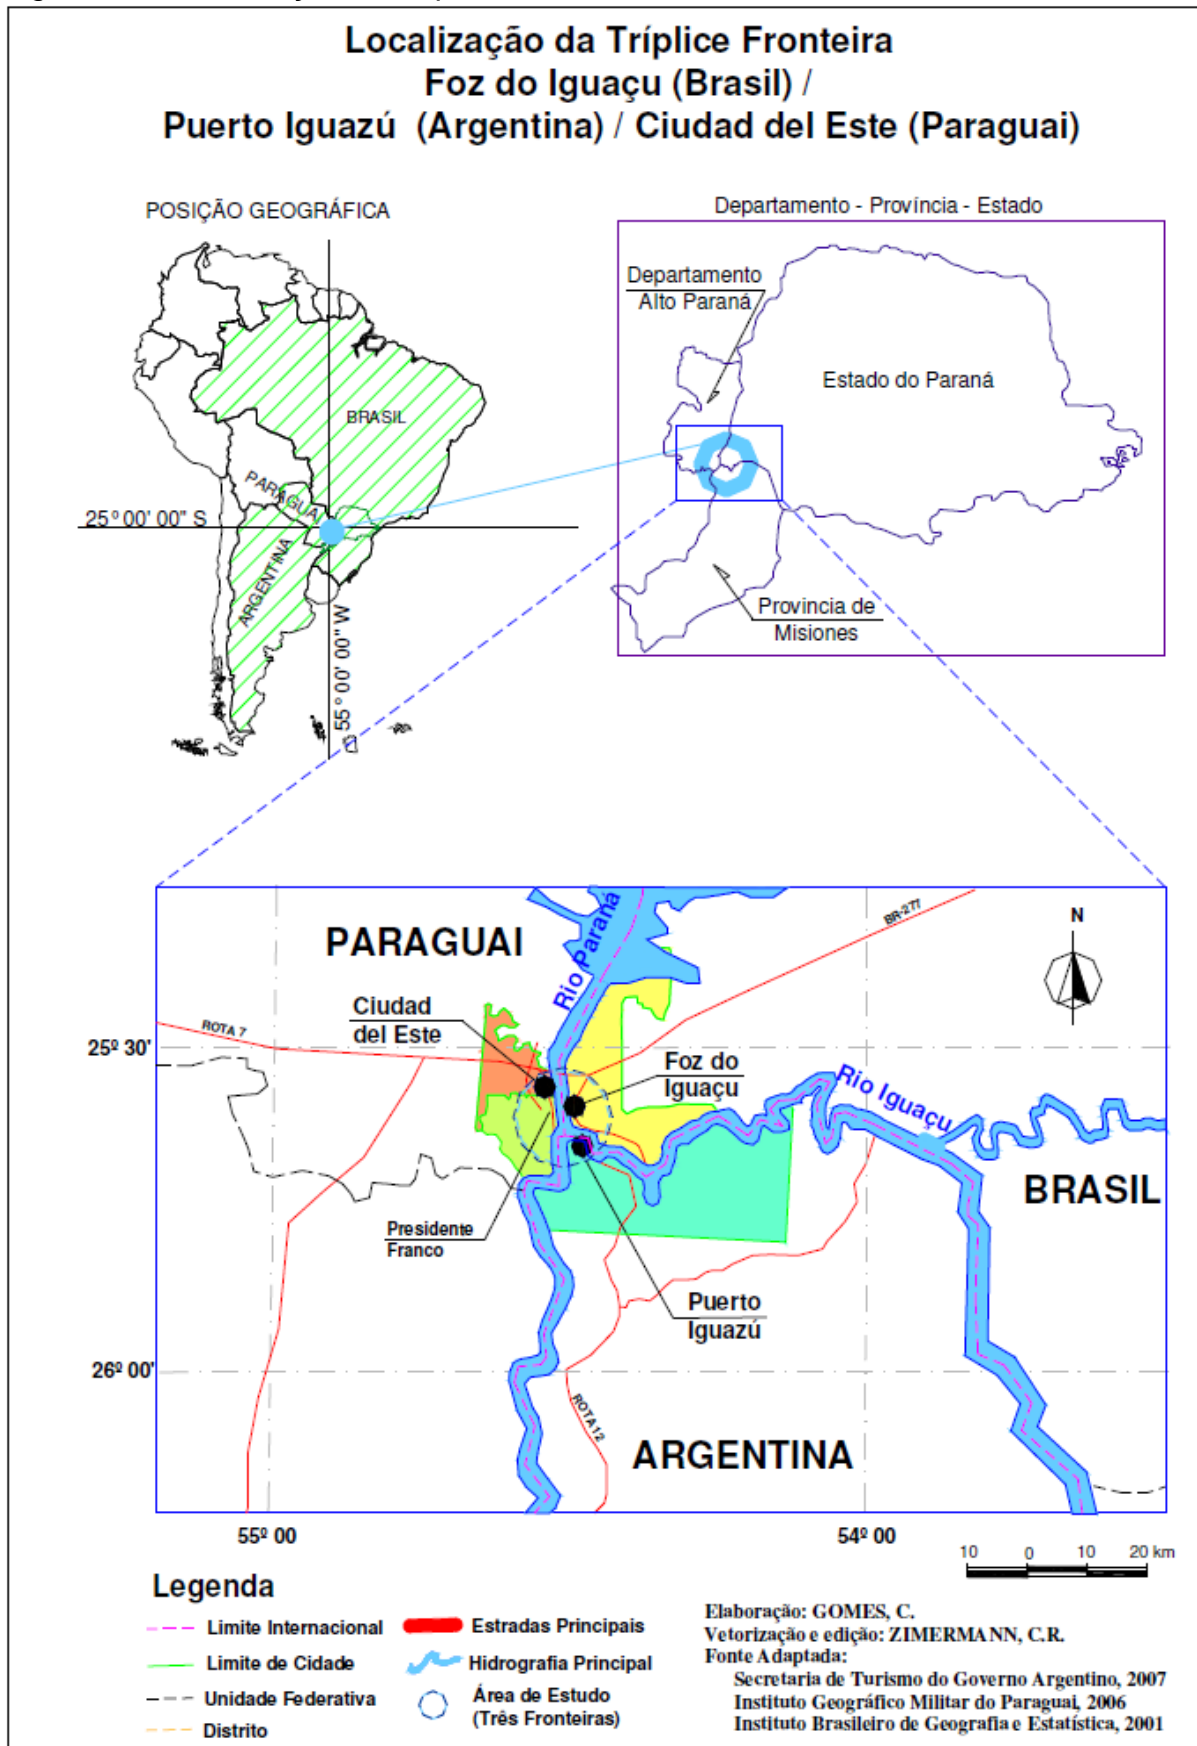 Localização da Tríplice Fronteira
Foz do Iguaçu (Brasil) /
Puerto Iguazú (Argentina) / Ciudad del Este (Paraguai)
POSIÇÃO GEOGRÁFICA
Departamento - Província - Estado
Departamento
Alto Paraná
Estado do Paraná
BRASIL
PARAGUAI
25º 00' 00" S
ARGENTINA
55º 00' 00" W
Provincia de
Misiones
PARAGUAI
Rio Paraná
BR-277
N
Ciudad
del Este
ROTA 7
25º 30'
Foz do
Iguaçu
Rio Iguaçu
BRASIL
Presidente
Franco
Puerto
Iguazú
26º 00'
ROTA12
ARGENTINA
55º 00
54º 00
10 0 10 20 km
Legenda
Limite Internacional
Limite de Cidade
Unidade Federativa
Distrito
Estradas Principais
Hidrografia Principal
Área de Estudo
(Três Fronteiras)
Elaboração: GOMES, C.
Vetorização e edição: ZIMERMANN, C.R.
Fonte Adaptada:
Secretaria de Turismo do Governo Argentino, 2007
Instituto Geográfico Militar do Paraguai, 2006
Instituto Brasileiro de Geografia e Estatística, 2001